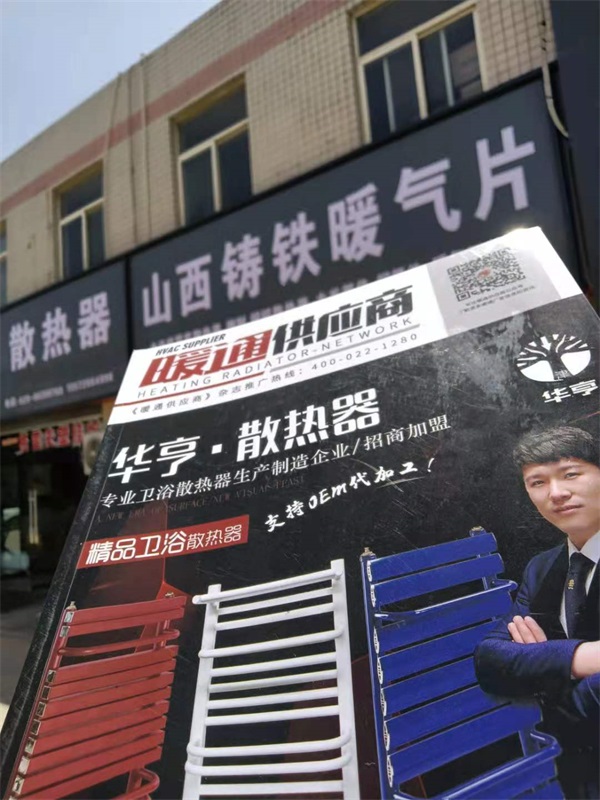 散热器
山西铸铁暖气片
HVAC SUPPLIER
暖通供应商
HEATING RADIATOR-NETWORK
《暖通供应商》杂志推广热线：400-022-1280
华亨
华亨·散热器
专业卫浴散热器生产制造企业/招商加盟
支持OEM代加工！
精品卫浴散热器